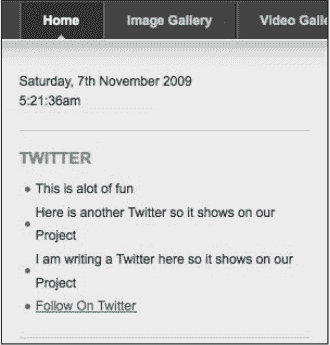 Home Image Gallery Video Galle
Saturday, 7th November 2009
5:21:36am
TWITTER
This is alot of fun
Here is another Twitter so it shows on our
Project
I am writing a Twitter here so it shows on our
Project
Follow On Twitter